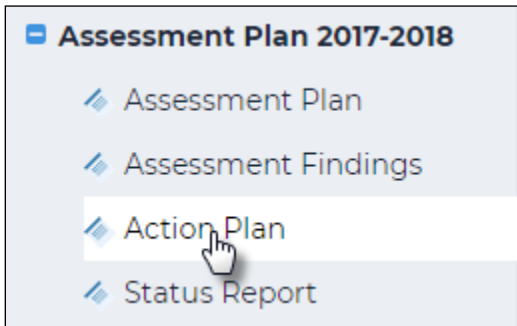 Assessment Plan 2017-2018
Assessment Plan
Assessment Findings
Action Plan
Status Report